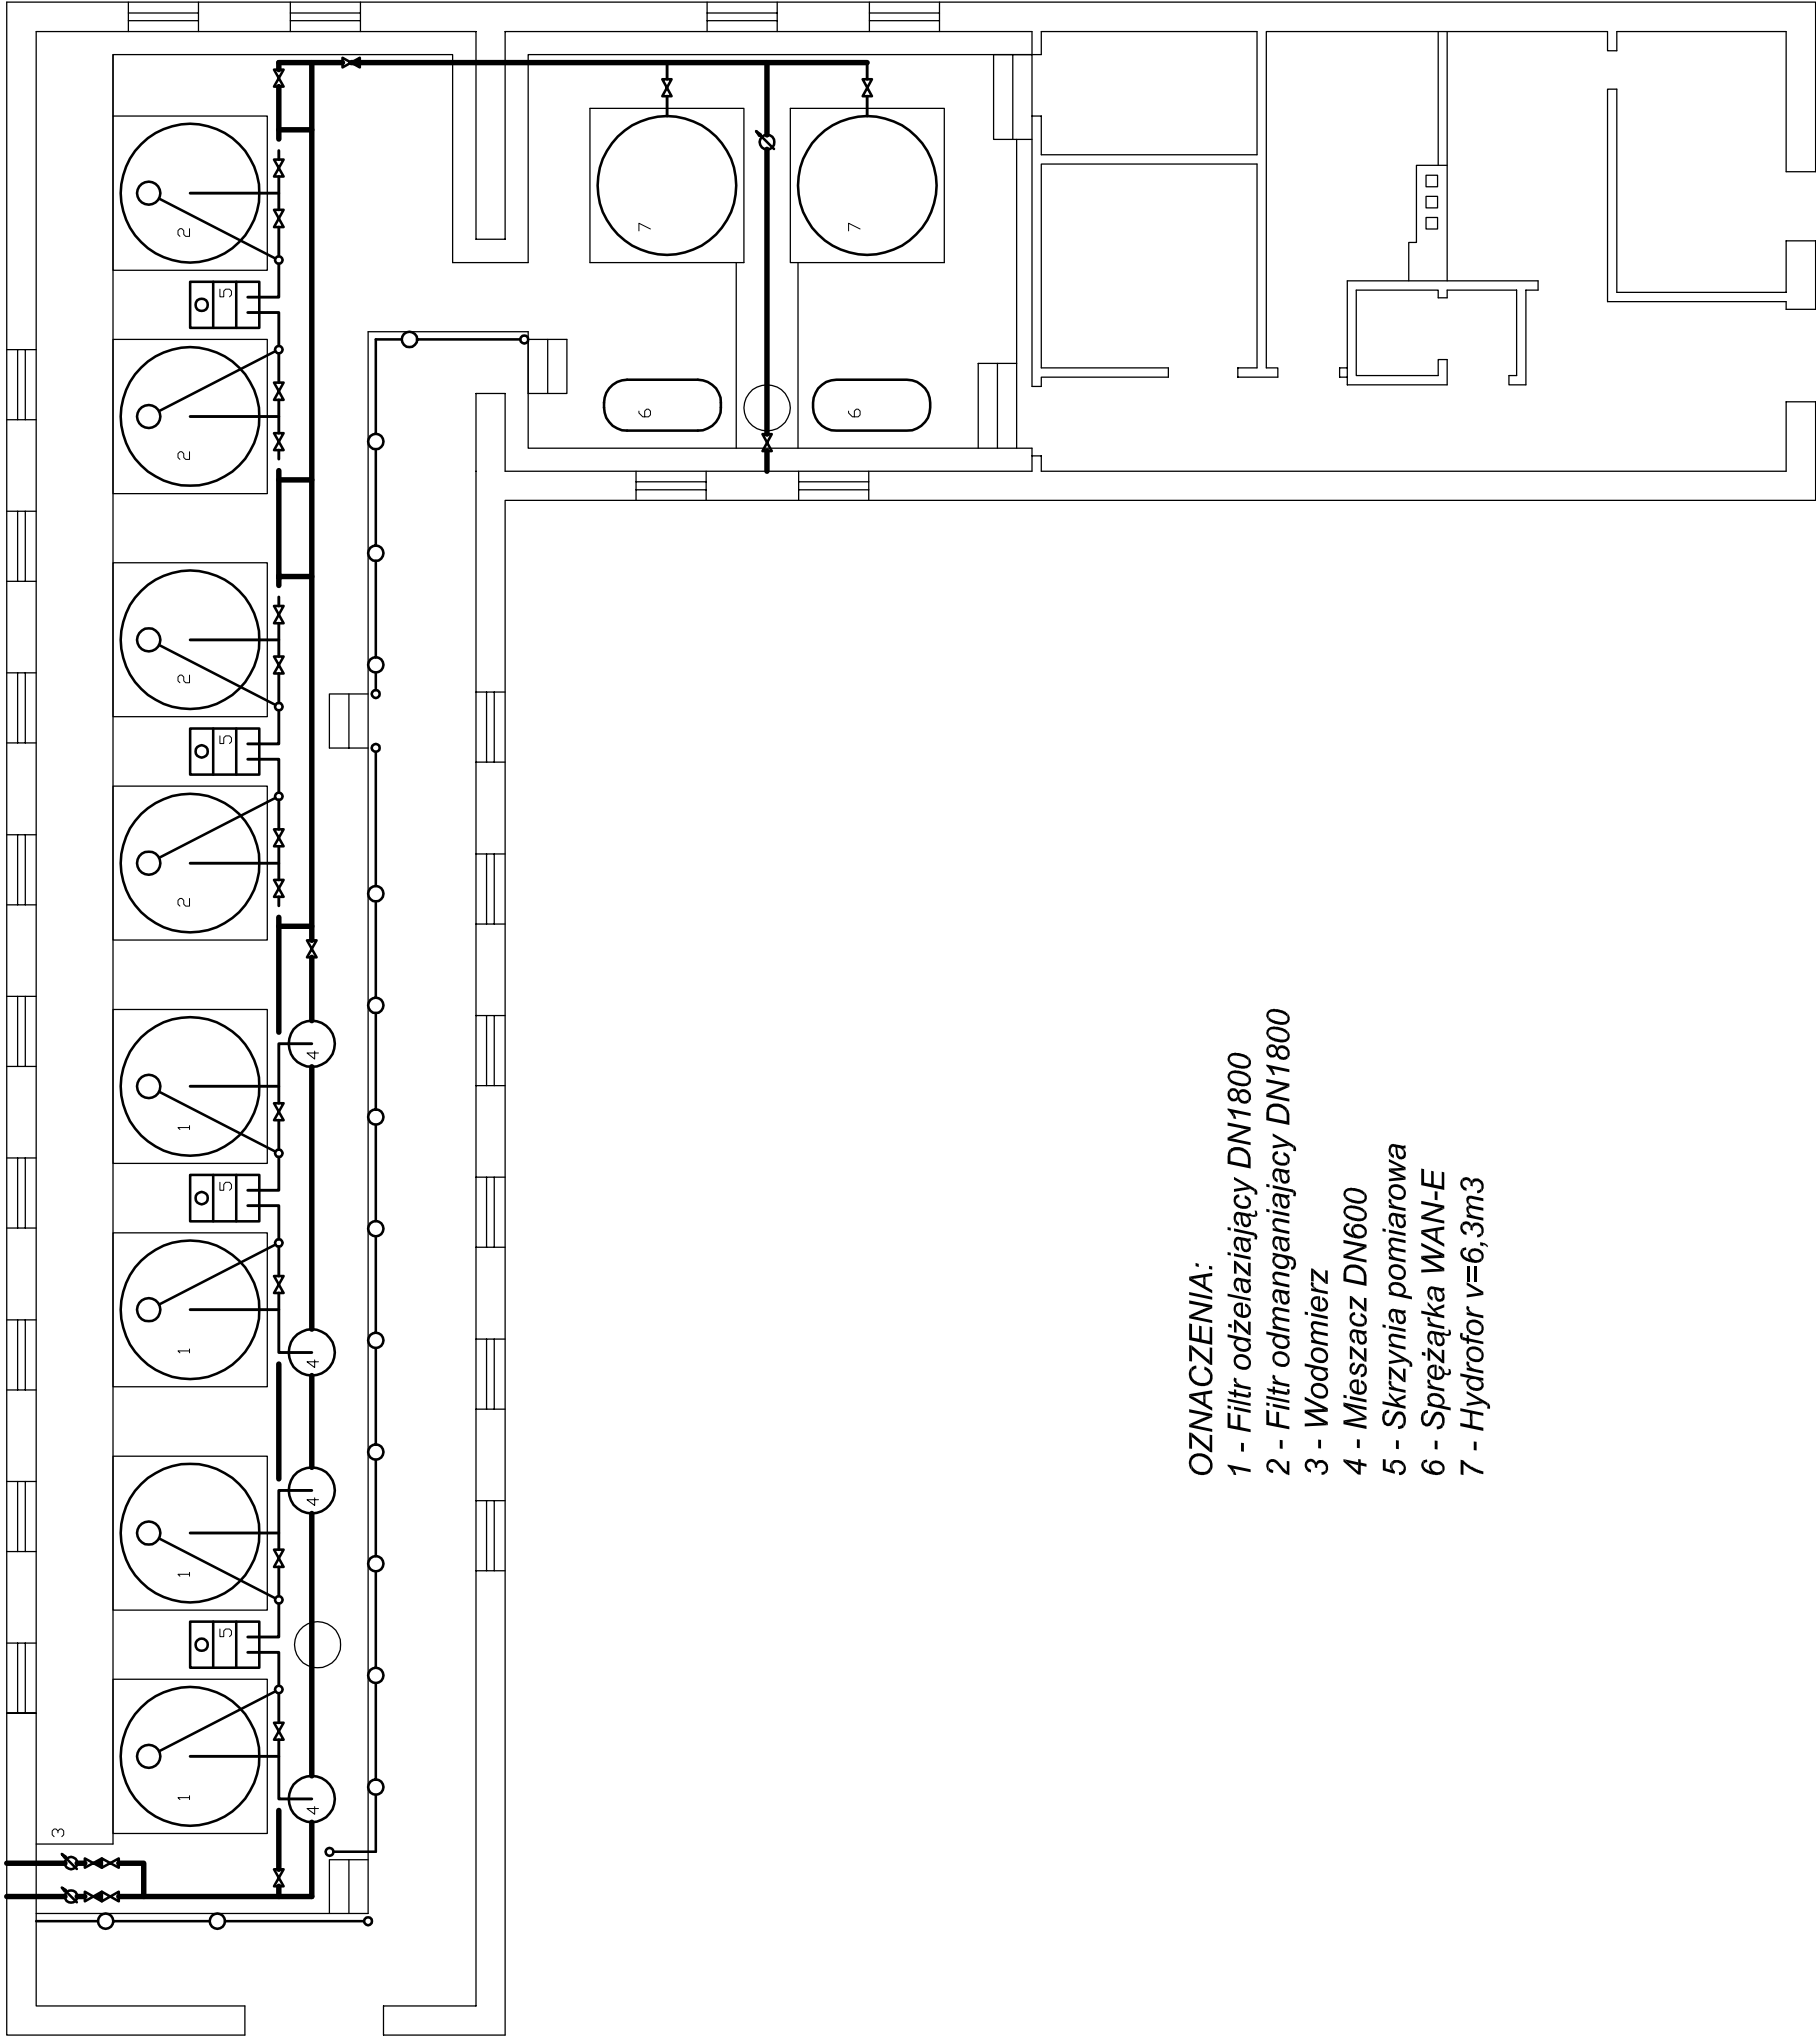 2
5
2
2
5
2
1
5
1
1
5
1
4
4
4
4
3
7
7
6
6
OZNACZENIA:
1 - Filtr odżelaziający DN1800
2 - Filtr odmanganiajacy DN1800
3 - Wodomierz
4 - Mieszacz DN600
5 - Skrzynia pomiarowa
6 - Sprężarka WAN-E
7 - Hydrofor v=6,3m3